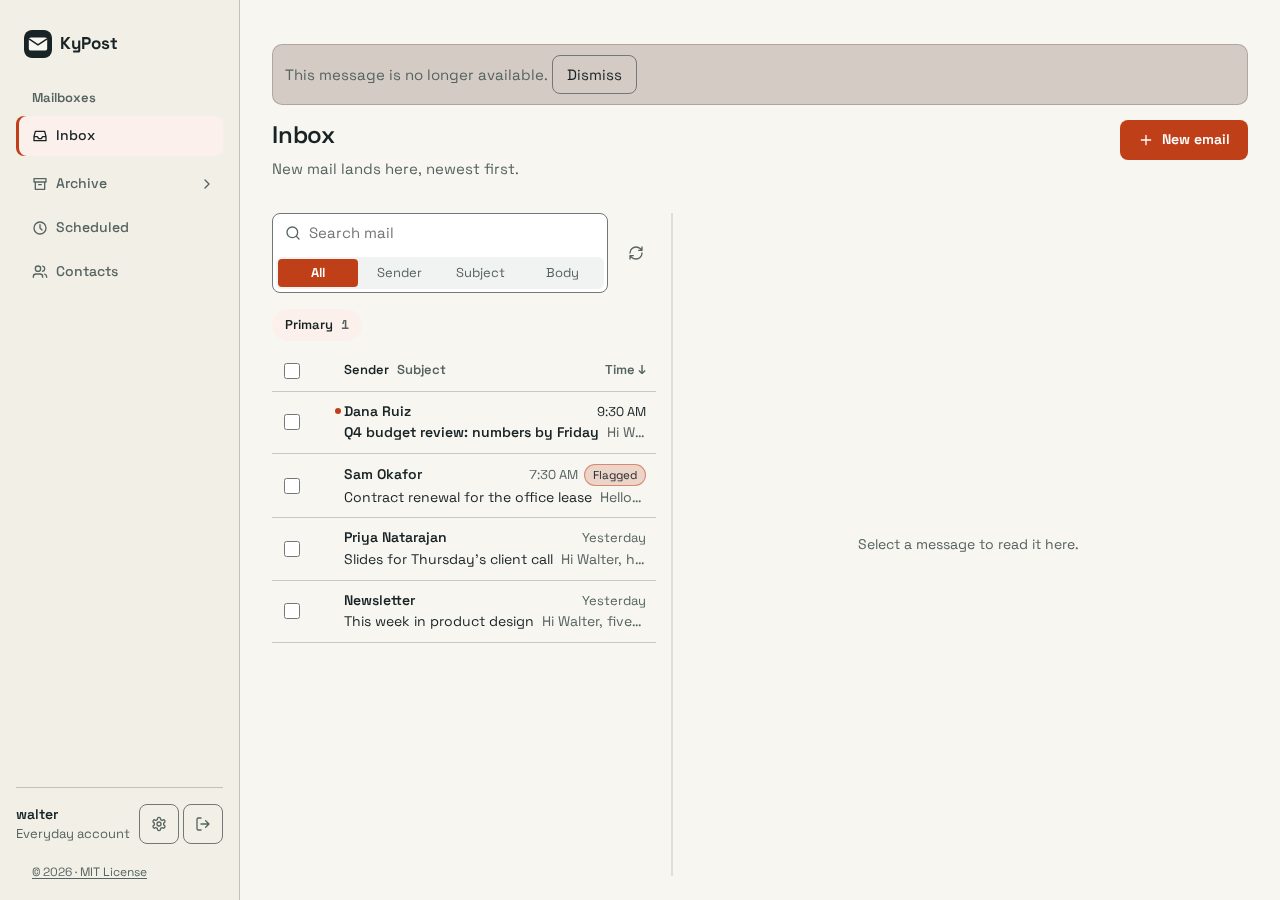 KyPost
Mailboxes
Inbox
Archive
Scheduled
Contacts
walter
Everyday account
© 2026 · MIT License
This message is no longer available. Dismiss
Inbox
New mail lands here, newest first.
New email
Search mail
All Sender Subject Body
Primary 1
Sender Subject Time ↓
Dana Ruiz 9:30 AM
Q4 budget review: numbers by Friday Hi W…
Sam Okafor 7:30 AM Flagged
Contract renewal for the office lease Hello…
Priya Natarajan Yesterday
Slides for Thursday's client call Hi Walter, h…
Newsletter Yesterday
This week in product design Hi Walter, five…
Select a message to read it here.